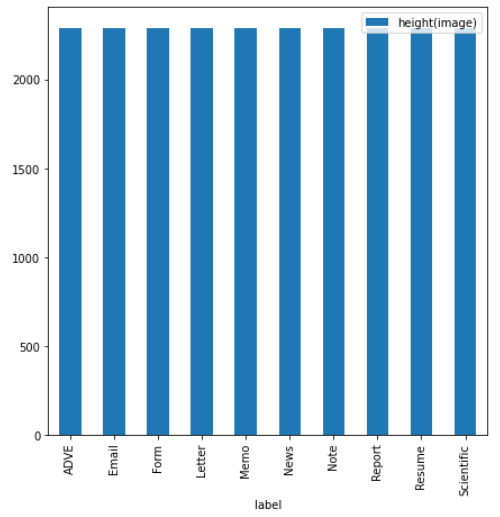 height(image)
2000
1500
1000
500
0
ADVE
Email
Form
Letter
Memo
News
Note
Report
Resume
Scientific
label